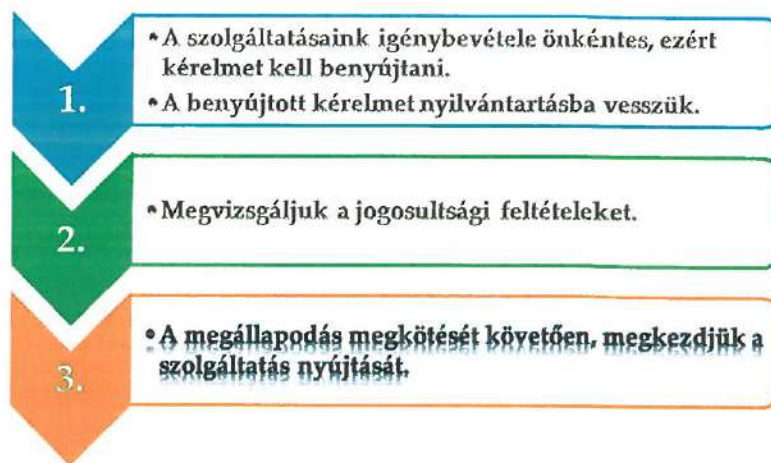 1.
• A szolgáltatásaink igénybevétele önkéntes, ezért
kérelmet kell benyújtani.
• A benyújtott kérelmet nyilvántartásba vesszük.
2.
• Megvizsgáljuk a jogosultsági feltételeket.
3.
• A megállapodás megkötését követően, megkezdjük a
szolgáltatás nyújtását.